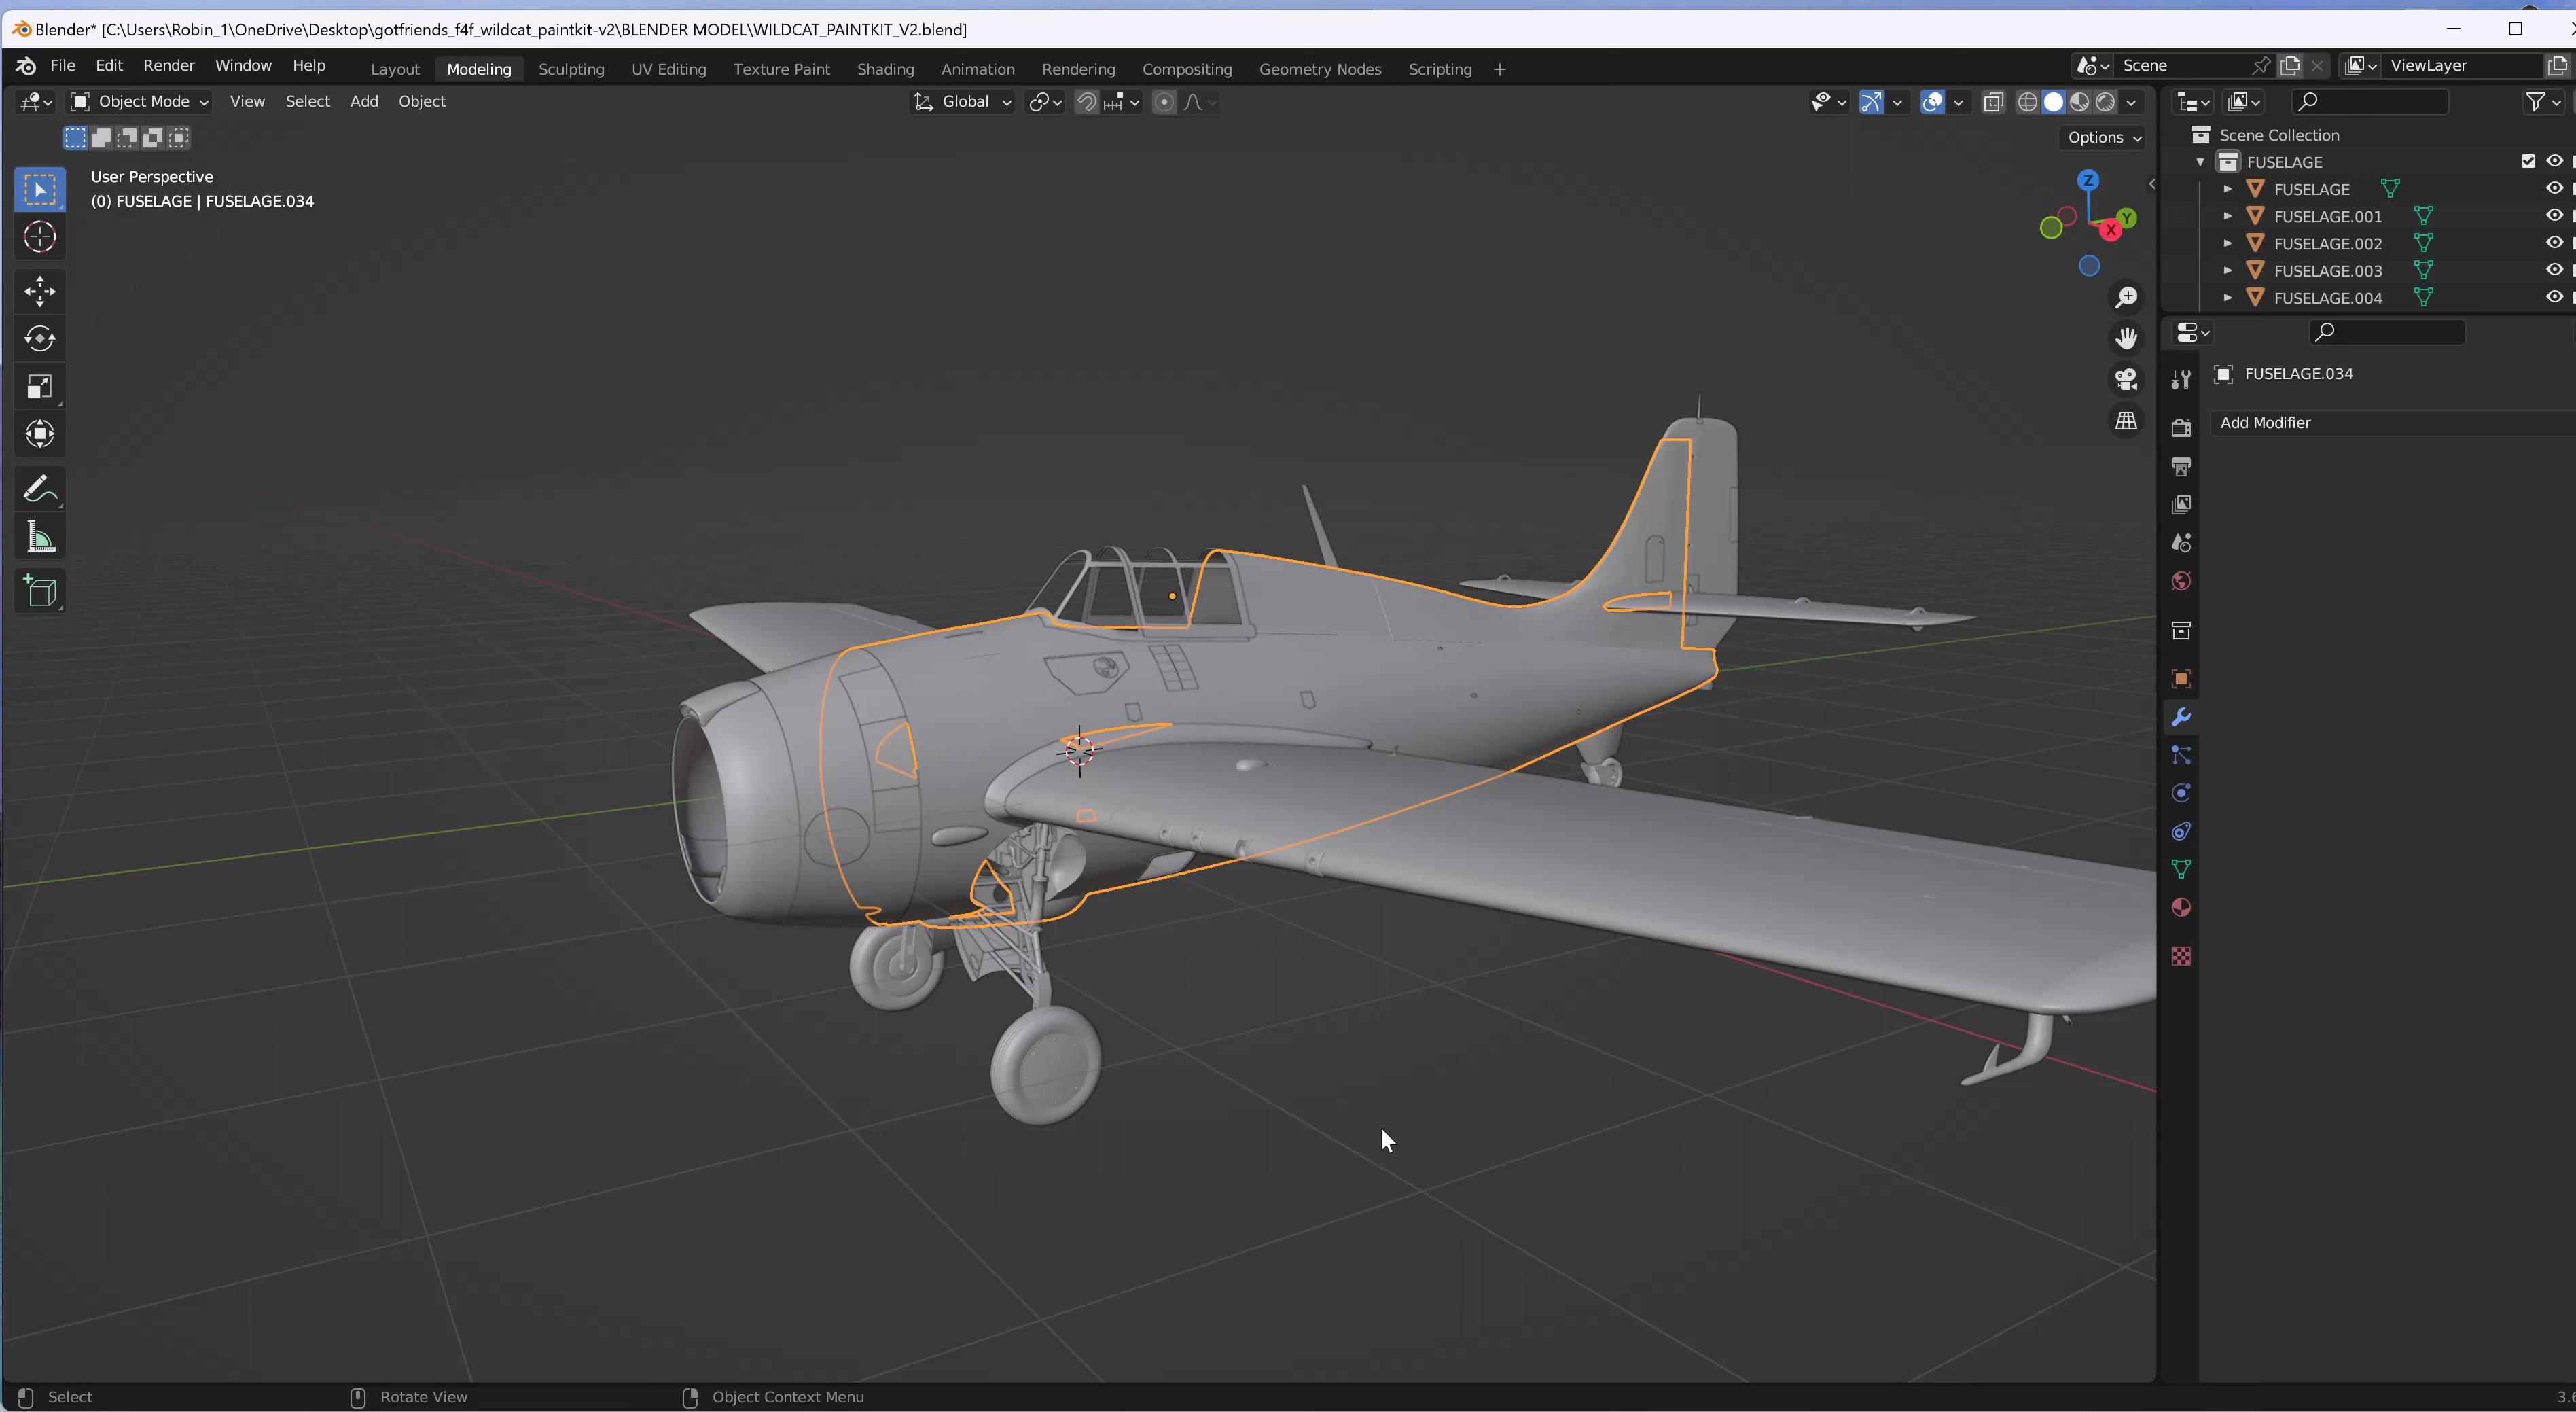 Blender* [C:\Users\Robin_1\OneDrive\Desktop\gotfriends_f4f_wildcat_paintkit-v2\BLENDER MODEL\WILDCAT_PAINTKIT_V2.blend]
File Edit Render Window Help Layout Modeling Sculpting UV Editing Texture Paint Shading Animation Rendering Compositing Geometry Nodes Scripting + Scene ViewLayer
Object Mode View Select Add Object Global
Options
User Perspective
(0) FUSELAGE | FUSELAGE.034
Z
Y
X
Scene Collection
FUSELAGE
FUSELAGE
FUSELAGE.001
FUSELAGE.002
FUSELAGE.003
FUSELAGE.004
FUSELAGE.034
Add Modifier
Select Rotate View Object Context Menu